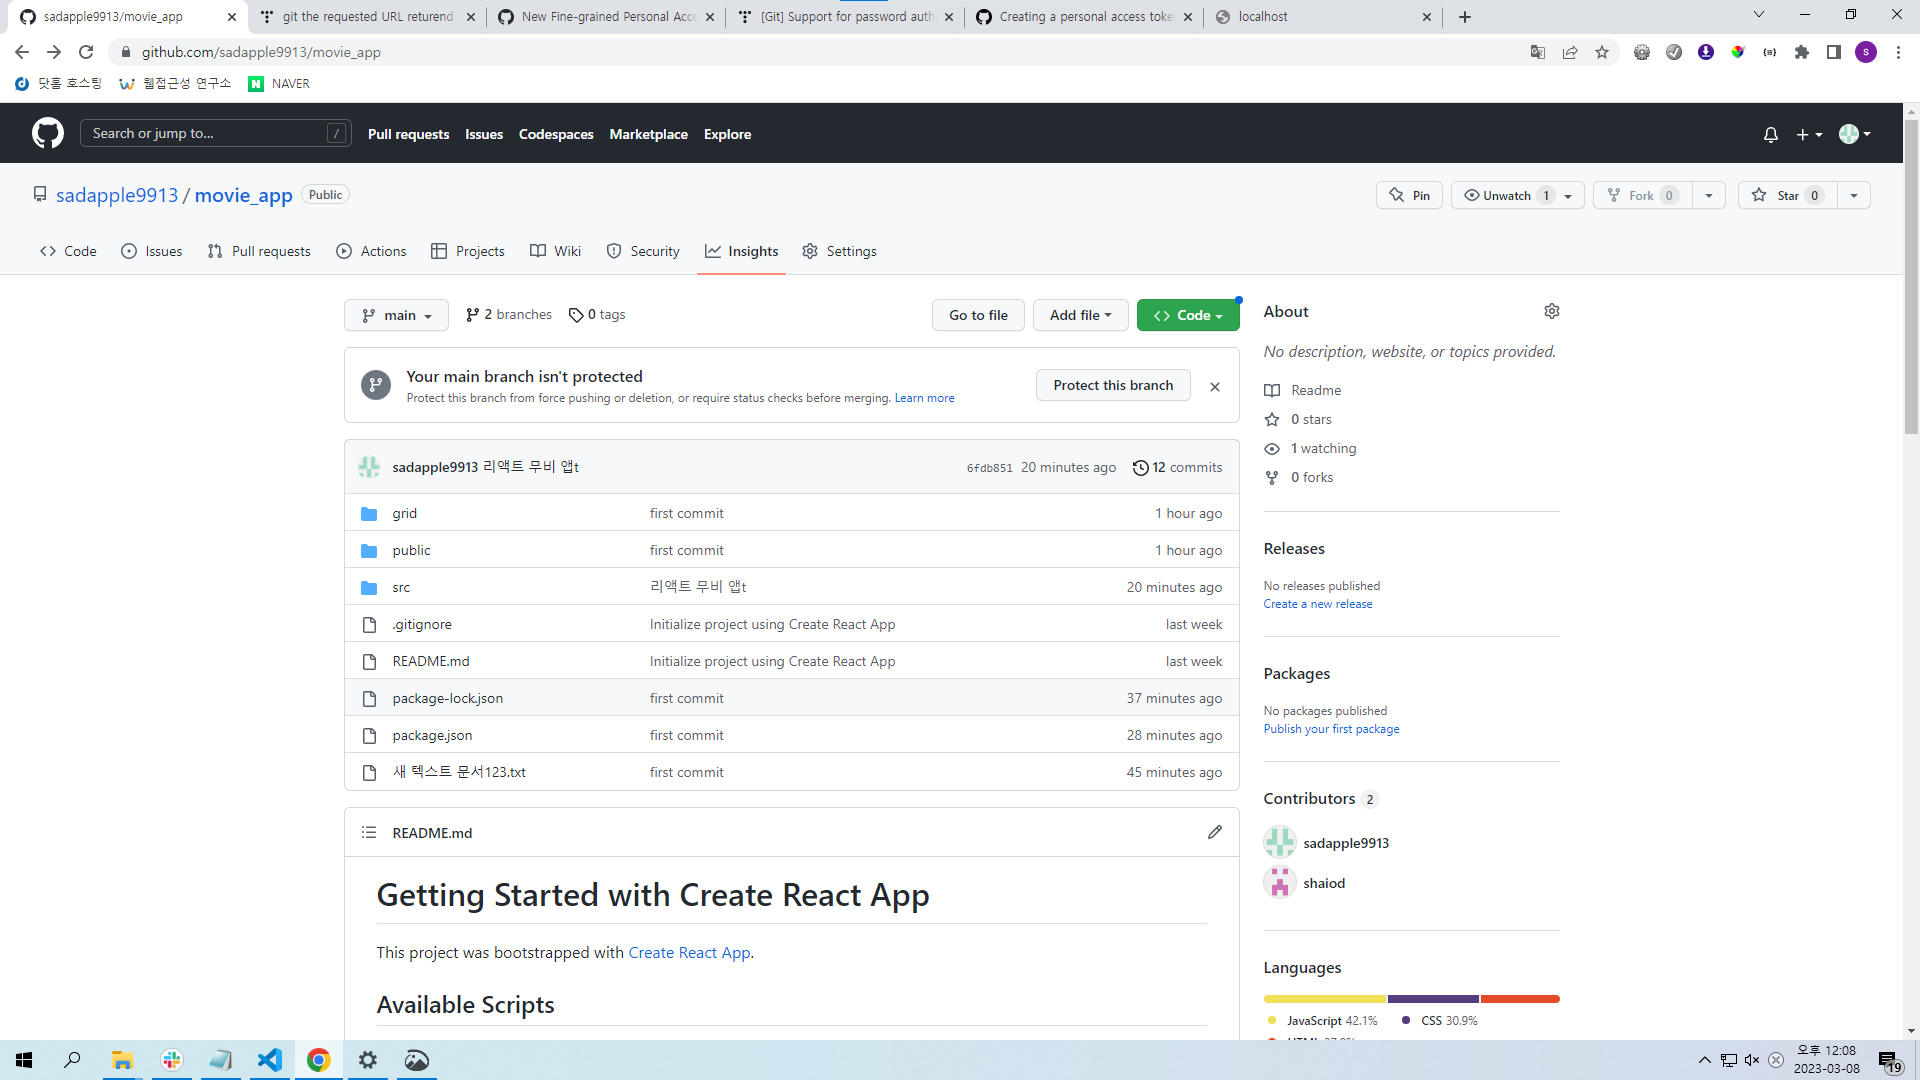 sadapple9913/movie_app
git the requested URL returend
New Fine-grained Personal Acce
[Git] Support for password auth
Creating a personal access toke
localhost
github.com/sadapple9913/movie_app
닷홈 호스팅
웹접근성 연구소
NAVER
Search or jump to...
/
Pull requests
Issues
Codespaces
Marketplace
Explore
sadapple9913 / movie_app
Public
Pin
Unwatch 1
Fork 0
Star 0
Code
Issues
Pull requests
Actions
Projects
Wiki
Security
Insights
Settings
main
2 branches
0 tags
Go to file
Add file
Code
Your main branch isn't protected
Protect this branch from force pushing or deletion, or require status checks before merging. Learn more
Protect this branch
sadapple9913 리액트 무비 앱t
6fdb851 20 minutes ago
12 commits
grid first commit 1 hour ago
public first commit 1 hour ago
src 리액트 무비 앱t 20 minutes ago
.gitignore Initialize project using Create React App last week
README.md Initialize project using Create React App last week
package-lock.json first commit 37 minutes ago
package.json first commit 28 minutes ago
새 텍스트 문서123.txt first commit 45 minutes ago
README.md
Getting Started with Create React App
This project was bootstrapped with Create React App.
Available Scripts
About
No description, website, or topics provided.
Readme
0 stars
1 watching
0 forks
Releases
No releases published
Create a new release
Packages
No packages published
Publish your first package
Contributors 2
sadapple9913
shaiod
Languages
JavaScript 42.1%
CSS 30.9%
오후 12:08
2023-03-08
19